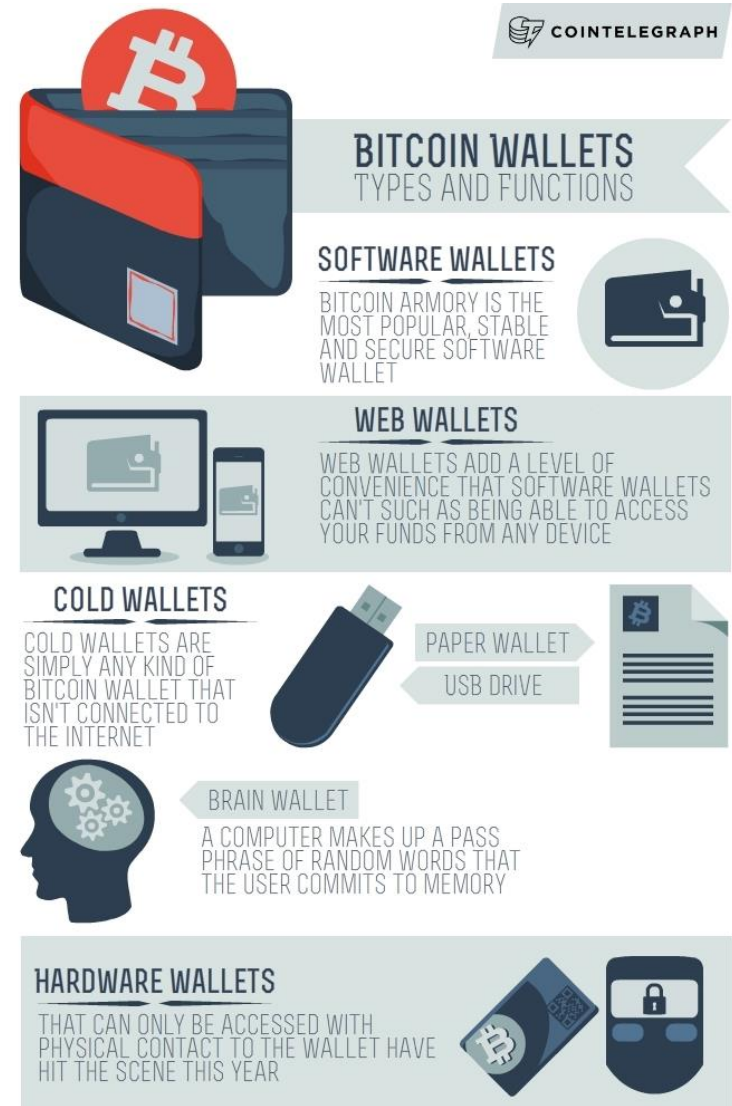 COINTELEGRAPH
BITCOIN WALLETS
TYPES AND FUNCTIONS
SOFTWARE WALLETS
BITCOIN ARMORY IS THE
MOST POPULAR, STABLE
AND SECURE SOFTWARE
WALLET
WEB WALLETS
WEB WALLETS ADD A LEVEL OF
CONVENIENCE THAT SOFTWARE WALLETS
CAN'T SUCH AS BEING ABLE TO ACCESS
YOUR FUNDS FROM ANY DEVICE
COLD WALLETS
COLD WALLETS ARE
SIMPLY ANY KIND OF
BITCOIN WALLET THAT
ISN'T CONNECTED TO
THE INTERNET
PAPER WALLET
USB DRIVE
BRAIN WALLET
A COMPUTER MAKES UP A PASS
PHRASE OF RANDOM WORDS THAT
THE USER COMMITS TO MEMORY
HARDWARE WALLETS
THAT CAN ONLY BE ACCESSED WITH
PHYSICAL CONTACT TO THE WALLET HAVE
HIT THE SCENE THIS YEAR